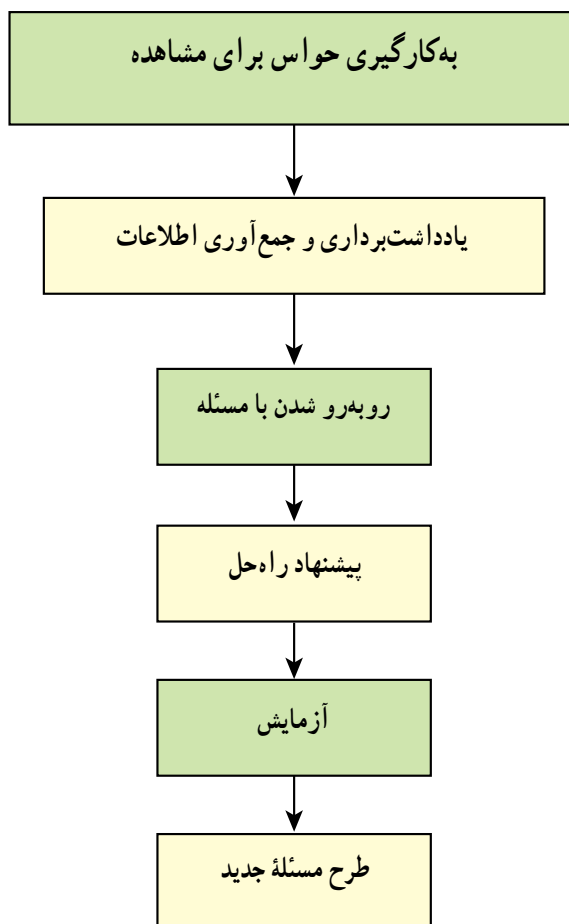 به‌کارگیری حواس برای مشاهده
یادداشت‌برداری و جمع‌آوری اطلاعات
روبه‌رو شدن با مسئله
پیشنهاد راه‌حل
آزمایش
طرح مسئلهٔ جدید